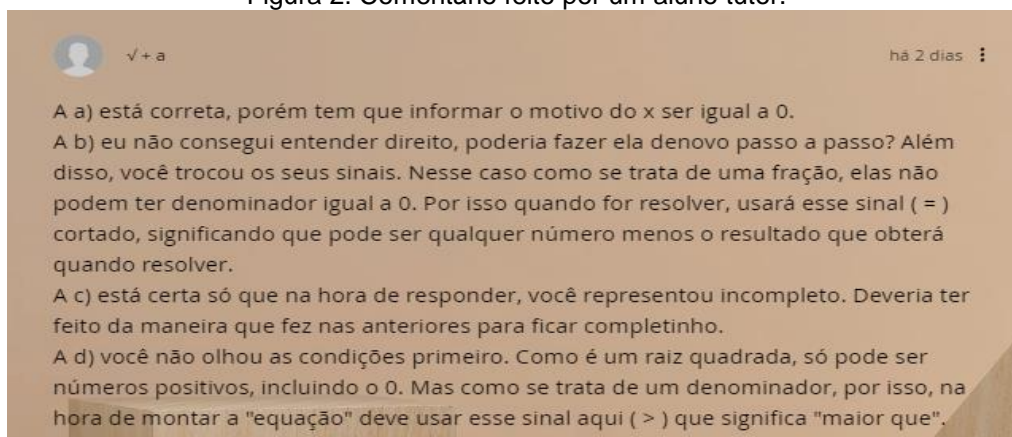 Figura 2: Comentário feito por um aluno tutor.
√ + a
há 2 dias
A a) está correta, porém tem que informar o motivo do x ser igual a 0.
A b) eu não consegui entender direito, poderia fazer ela denovo passo a passo? Além
disso, você trocou os seus sinais. Nesse caso como se trata de uma fração, elas não
podem ter denominador igual a 0. Por isso quando for resolver, usará esse sinal ( = )
cortado, significando que pode ser qualquer número menos o resultado que obterá
quando resolver.
A c) está certa só que na hora de responder, você representou incompleto. Deveria ter
feito da maneira que fez nas anteriores para ficar completinho.
A d) você não olhou as condições primeiro. Como é um raiz quadrada, só pode ser
números positivos, incluindo o 0. Mas como se trata de um denominador, por isso, na
hora de montar a "equação" deve usar esse sinal aqui ( > ) que significa "maior que".